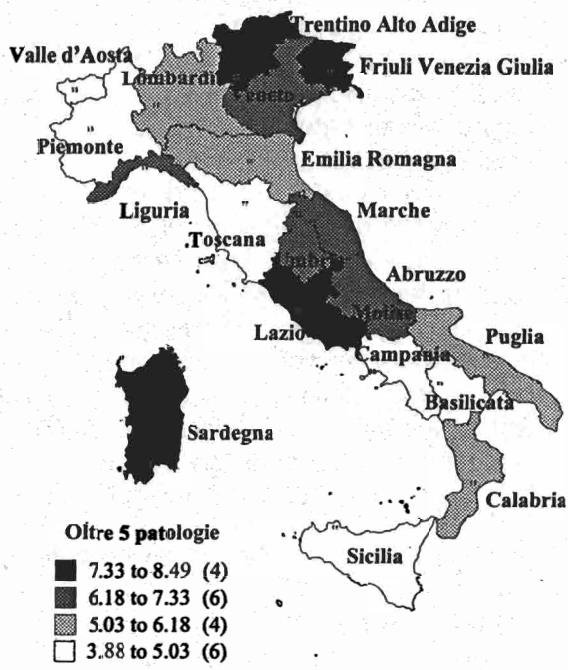 Trentino Alto Adige
Valle d'Aosta
Friuli Venezia Giulia
Lombardi
Veneto
Piemonte
Emilia Romagna
Liguria
Marche
Toscana
Umbria
Abruzzo
Molise
Lazio
Puglia
Campania
Basilicata
Sardegna
Calabria
Sicilia
Oltre 5 patologie
7.33 to 8.49 (4)
6.18 to 7.33 (6)
5.03 to 6.18 (4)
3.88 to 5.03 (6)